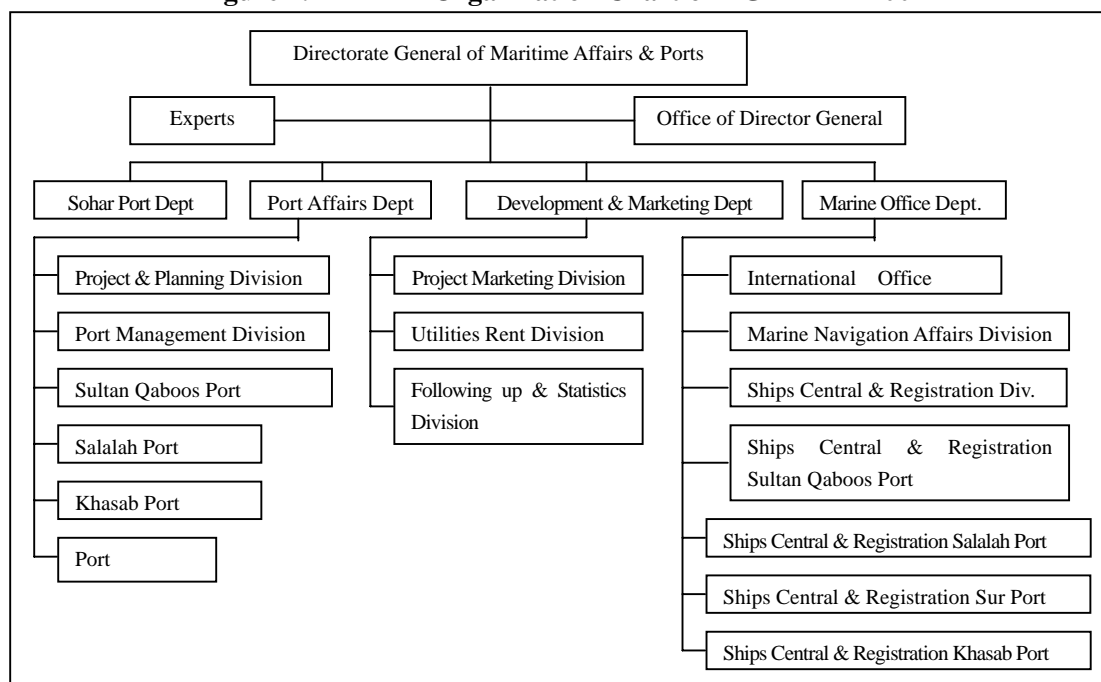 Directorate General of Maritime Affairs & Ports
Experts
Office of Director General
Sohar Port Dept
Port Affairs Dept
Development & Marketing Dept
Marine Office Dept.
Project & Planning Division
Port Management Division
Sultan Qaboos Port
Salalah Port
Khasab Port
Port
Project Marketing Division
Utilities Rent Division
Following up & Statistics
Division
International Office
Marine Navigation Affairs Division
Ships Central & Registration Div.
Ships Central & Registration
Sultan Qaboos Port
Ships Central & Registration Salalah Port
Ships Central & Registration Sur Port
Ships Central & Registration Khasab Port